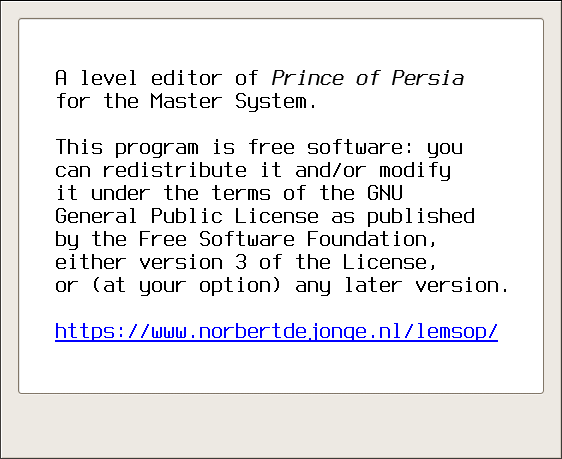 A level editor of Prince of Persia
for the Master System.
This program is free software: you
can redistribute it and/or modify
it under the terms of the GNU
General Public License as published
by the Free Software Foundation,
either version 3 of the License,
or (at your option) any later version.
https://www.norbertdejonge.nl/lemsop/